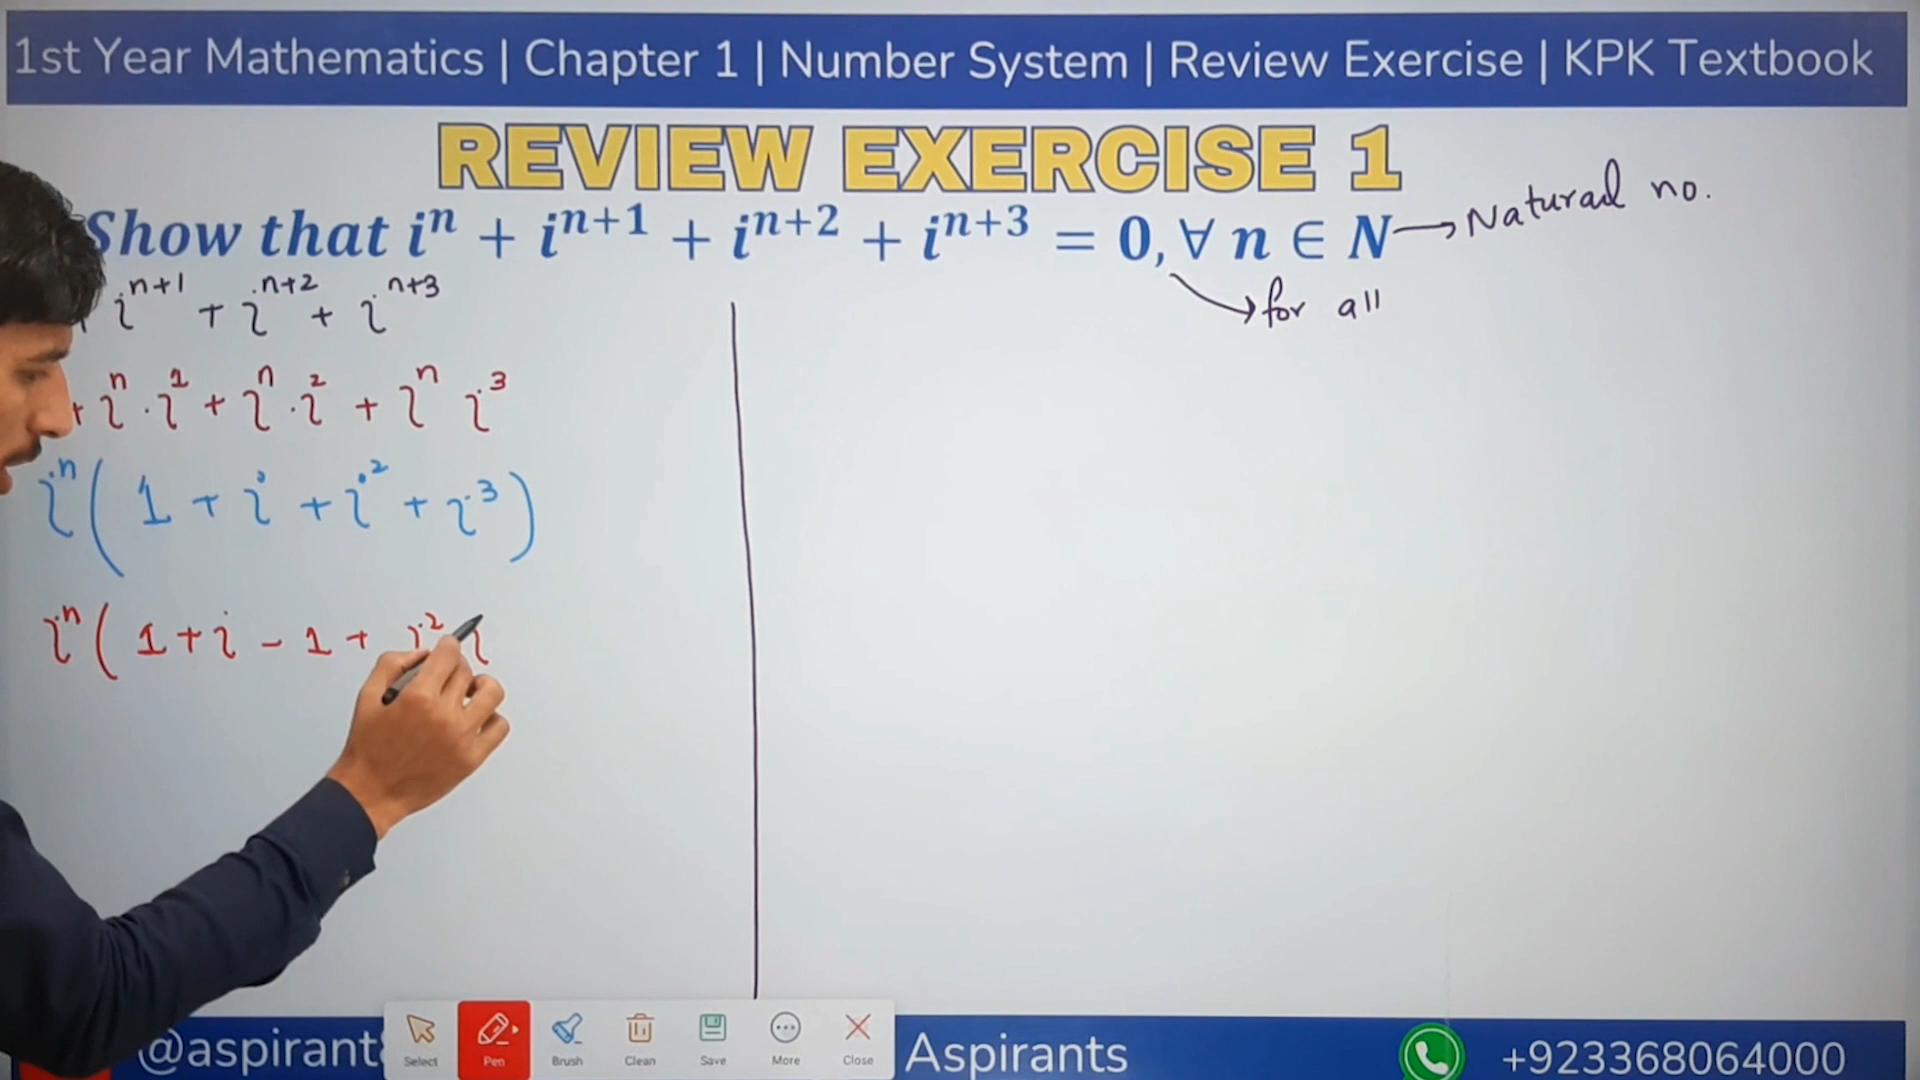 1st Year Mathematics | Chapter 1 | Number System | Review Exercise | KPK Textbook
REVIEW EXERCISE 1
Show that iⁿ + iⁿ⁺¹ + iⁿ⁺² + iⁿ⁺³ = 0, ∀ n ∈ N → Natural no.
→ for all
iⁿ⁺¹ + iⁿ⁺² + iⁿ⁺³
+ iⁿ · i¹ + iⁿ · i² + iⁿ i³
iⁿ ( 1 + i + i² + i³ )
iⁿ ( 1 + i - 1 + i² i
@aspirant
Select Pen Brush Clean Save More Close
Aspirants
+923368064000